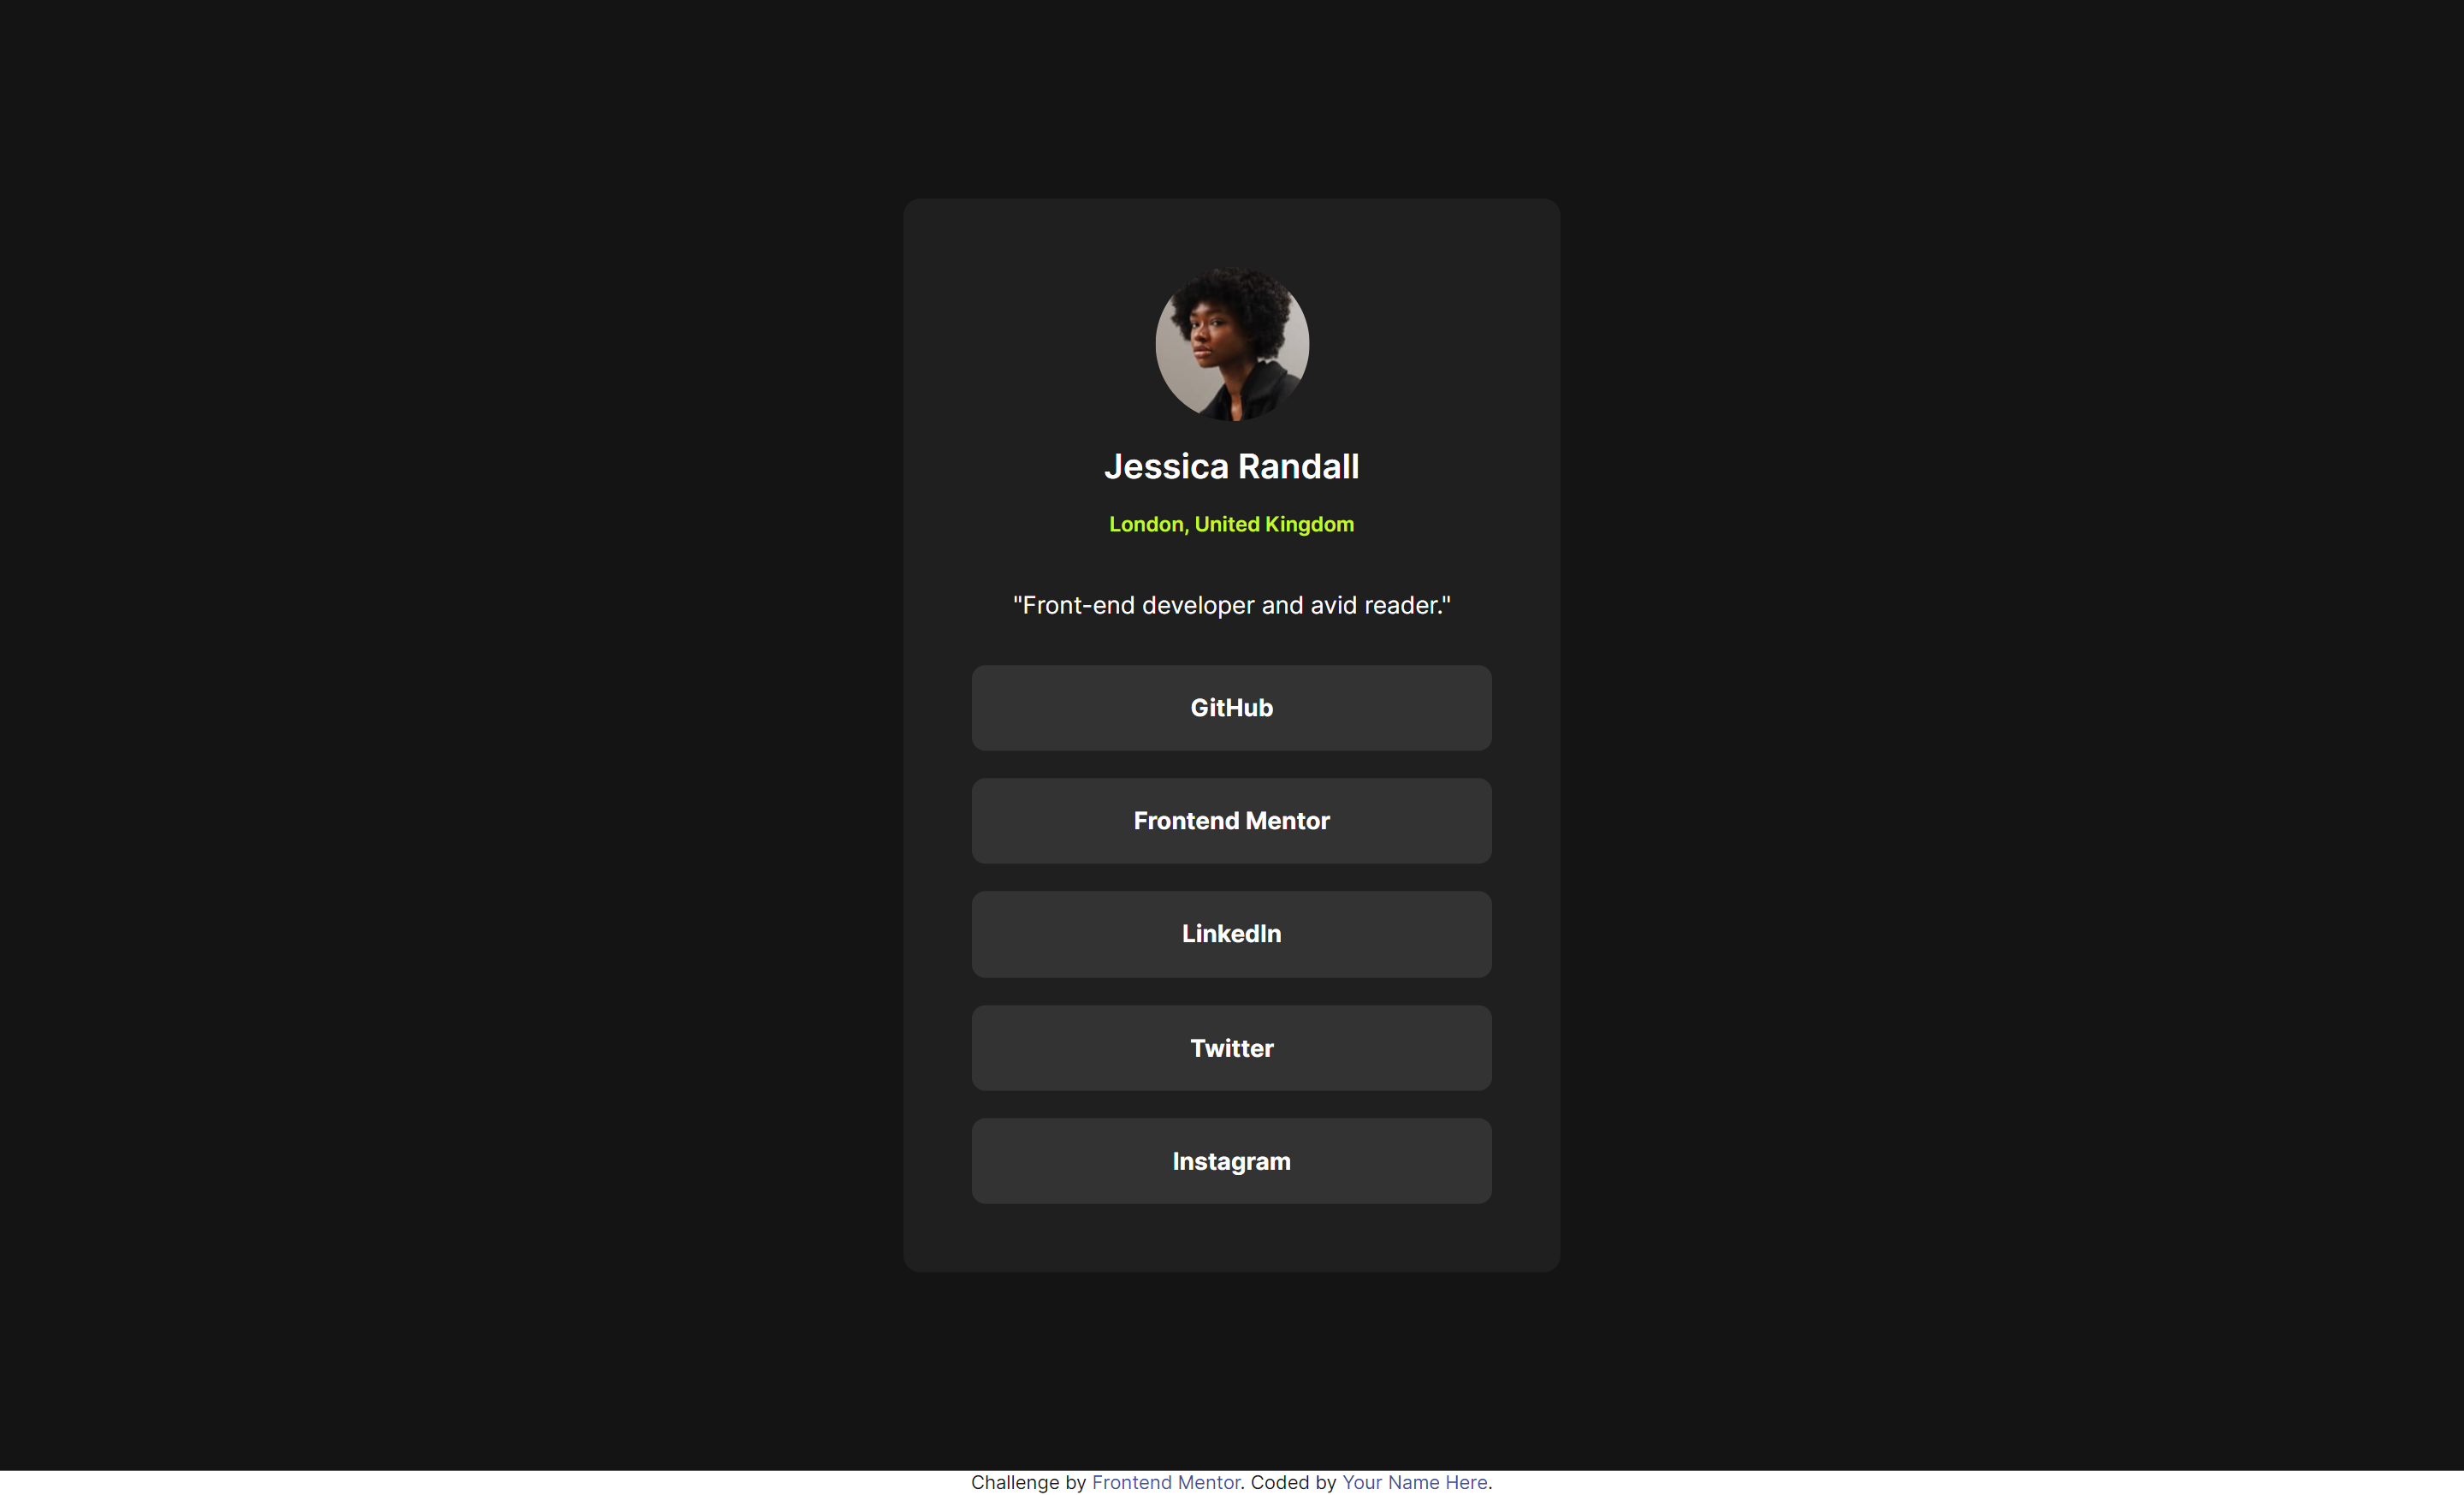 Jessica Randall
London, United Kingdom
"Front-end developer and avid reader."
GitHub
Frontend Mentor
LinkedIn
Twitter
Instagram
Challenge by Frontend Mentor. Coded by Your Name Here.